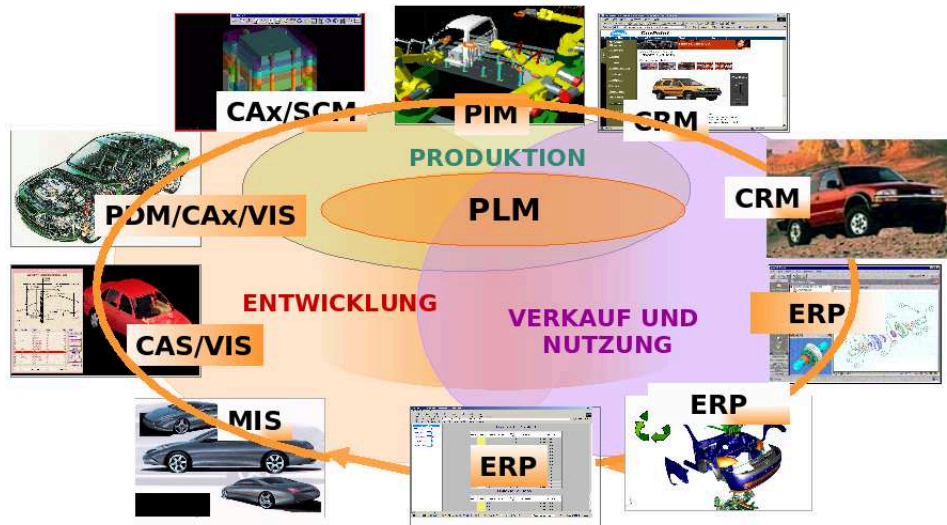 CAx/SCM
PIM
CRM
PRODUKTION
PDM/CAx/VIS
PLM
CRM
ENTWICKLUNG
VERKAUF UND
NUTZUNG
ERP
CAS/VIS
MIS
ERP
ERP